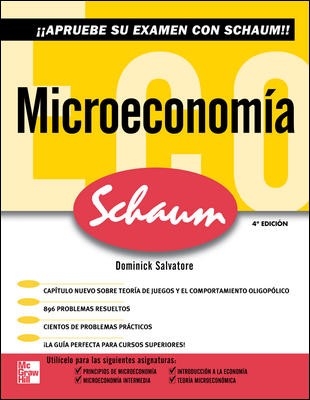 ¡¡APRUEBE SU EXAMEN CON SCHAUM!!
ECO
Microeconomía
Schaum
4ª EDICIÓN
Dominick Salvatore
CAPÍTULO NUEVO SOBRE TEORÍA DE JUEGOS Y EL COMPORTAMIENTO OLIGOPÓLICO
896 PROBLEMAS RESUELTOS
CIENTOS DE PROBLEMAS PRÁCTICOS
¡LA GUÍA PERFECTA PARA CURSOS SUPERIORES!
Utilícelo para las siguientes asignaturas:
PRINCIPIOS DE MICROECONOMÍA INTRODUCCIÓN A LA ECONOMÍA
MICROECONOMÍA INTERMEDIA TEORÍA MICROECONÓMICA
Mc
Graw
Hill